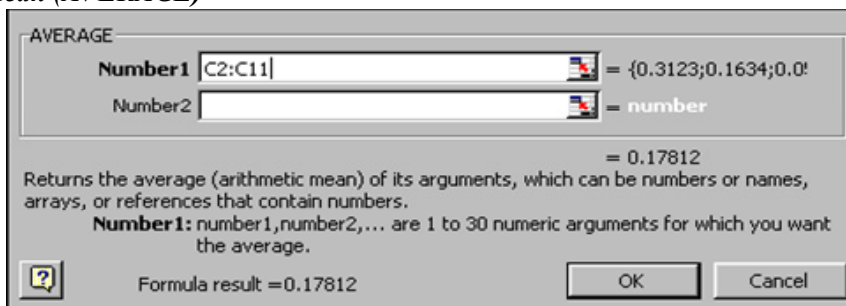 (AVERAGE)
AVERAGE
Number1 C2:C11 = {0.3123;0.1634;0.0
Number2 = number
= 0.17812
Returns the average (arithmetic mean) of its arguments, which can be numbers or names,
arrays, or references that contain numbers.
Number1: number1,number2,... are 1 to 30 numeric arguments for which you want
the average.
Formula result =0.17812
OK
Cancel